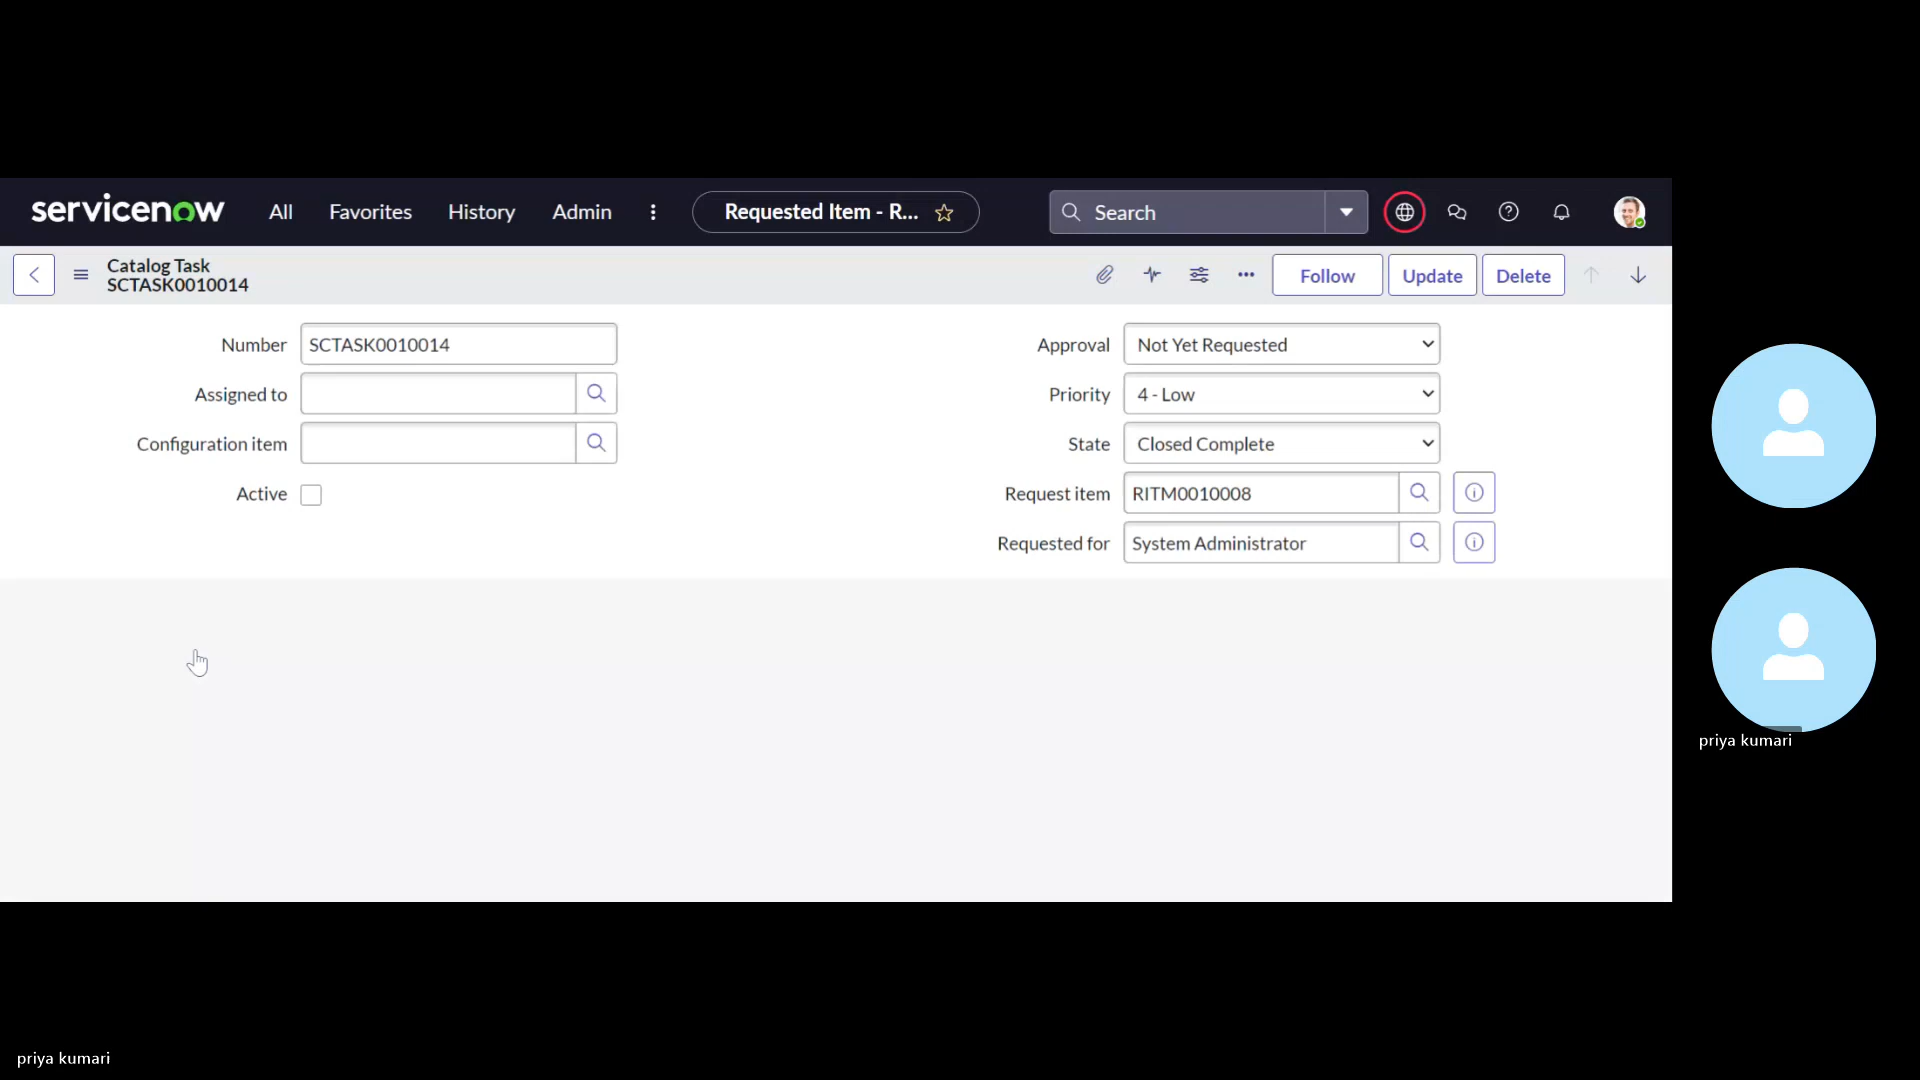 servicenow All Favorites History Admin Requested Item - R... Search
Catalog Task
SCTASK0010014
Follow Update Delete
Number SCTASK0010014
Assigned to
Configuration item
Active
Approval Not Yet Requested
Priority 4 - Low
State Closed Complete
Request item RITM0010008
Requested for System Administrator
priya kumari
priya kumari